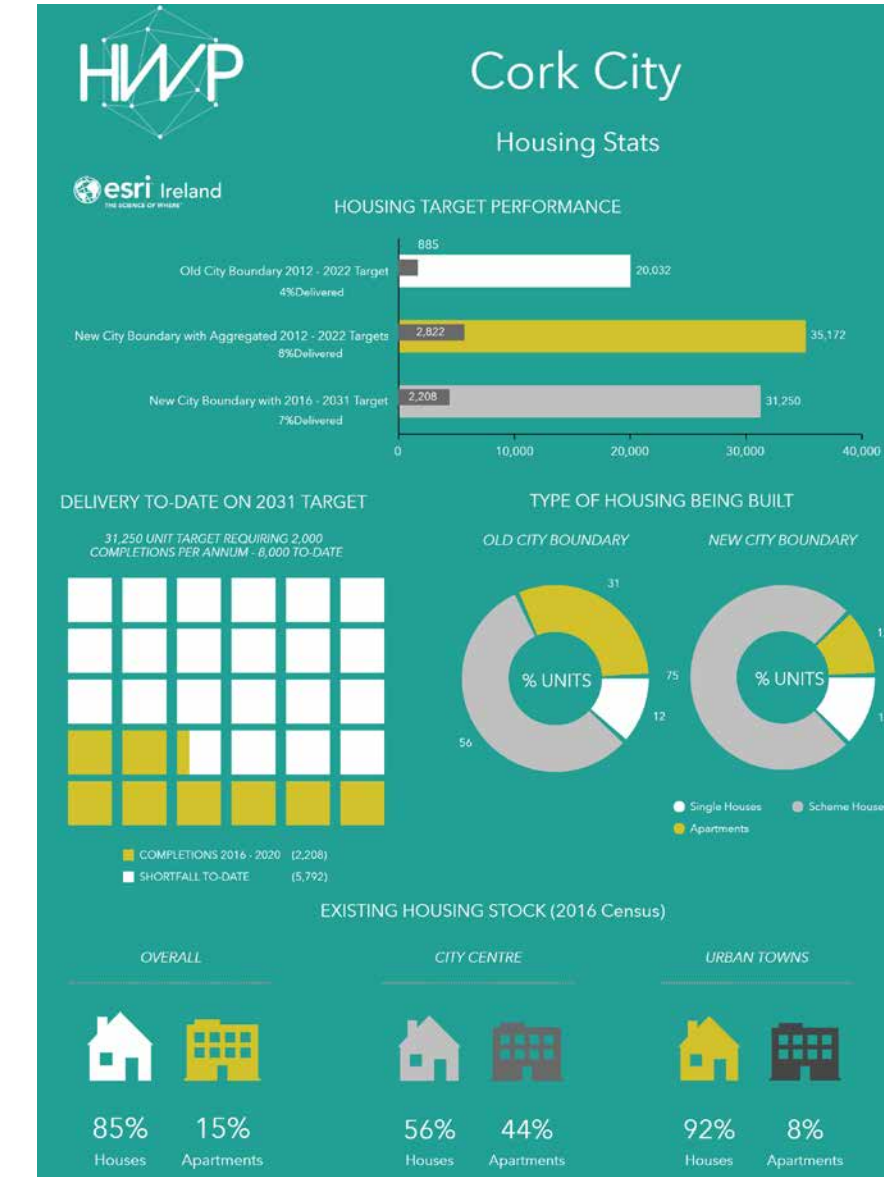 HWP
Cork City
Housing Stats
esri Ireland
THE SCIENCE OF WHERE
HOUSING TARGET PERFORMANCE
885
Old City Boundary 2012 - 2022 Target
20,032
4%Delivered
New City Boundary with Aggregated 2012 - 2022 Targets
2,822
35,172
8%Delivered
New City Boundary with 2016 - 2031 Target
2,208
31,250
7%Delivered
0 10,000 20,000 30,000 40,000
DELIVERY TO-DATE ON 2031 TARGET
31,250 UNIT TARGET REQUIRING 2,000
COMPLETIONS PER ANNUM - 8,000 TO-DATE
COMPLETIONS 2016 - 2020 (2,208)
SHORTFALL TO-DATE (5,792)
TYPE OF HOUSING BEING BUILT
OLD CITY BOUNDARY
31
% UNITS
12
56
NEW CITY BOUNDARY
75
% UNITS
Single Houses
Scheme House
Apartments
EXISTING HOUSING STOCK (2016 Census)
OVERALL
85% 15%
Houses Apartments
CITY CENTRE
56% 44%
Houses Apartments
URBAN TOWNS
92% 8%
Houses Apartments